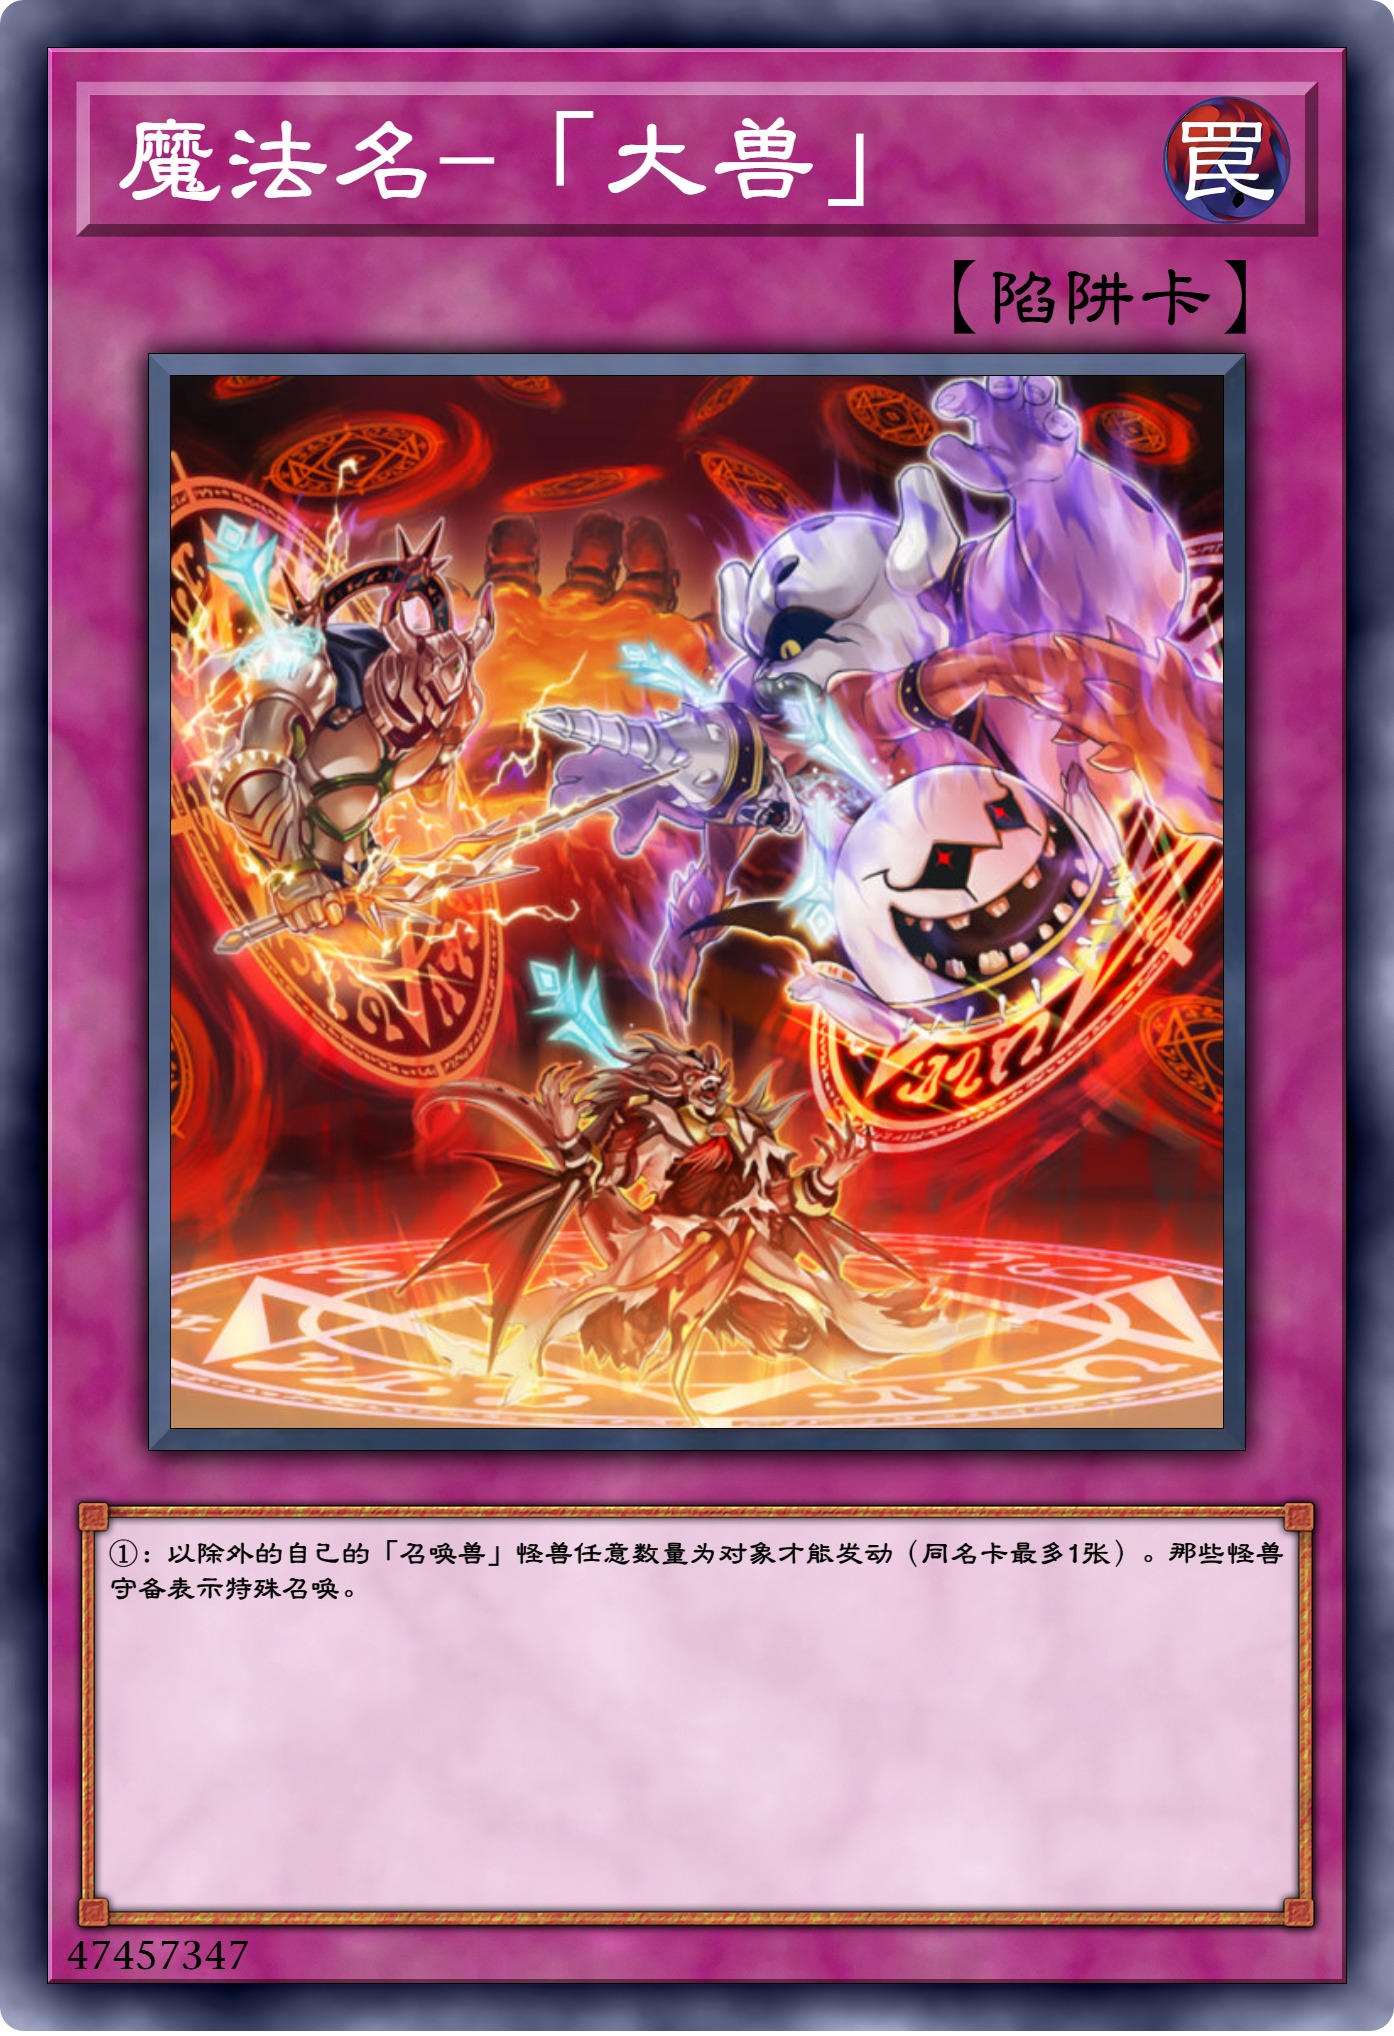 魔法名-「大兽」
罠
【陷阱卡】
①：以除外的自己的「召唤兽」怪兽任意数量为对象才能发动（同名卡最多1张）。那些怪兽
守备表示特殊召唤。
47457347